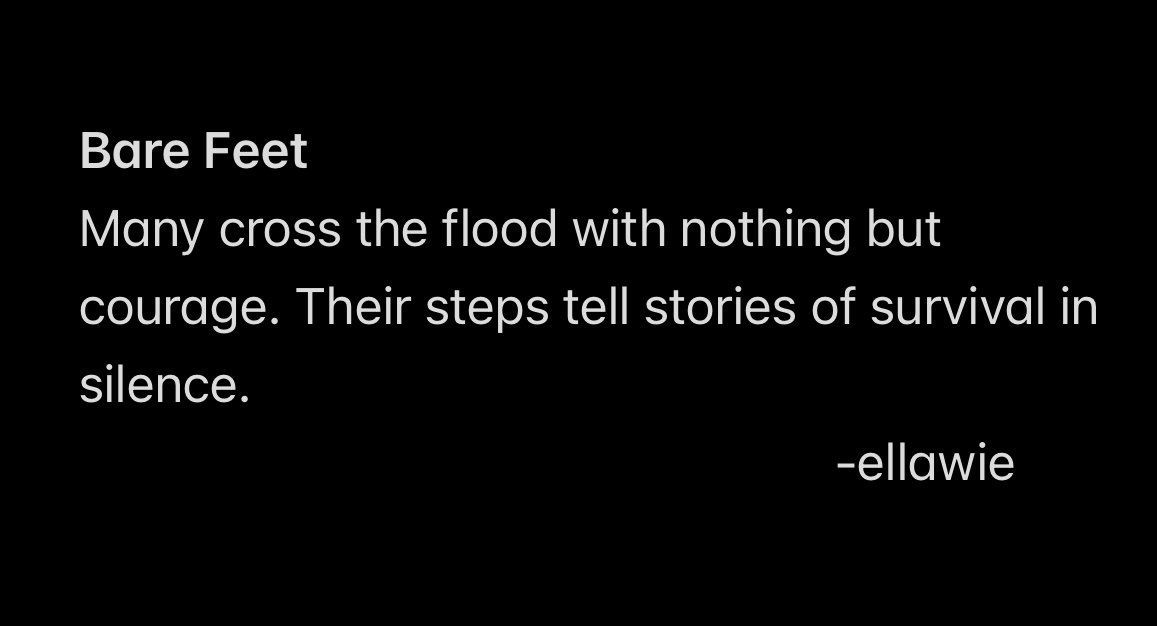 Bare Feet
Many cross the flood with nothing but
courage. Their steps tell stories of survival in
silence.
-ellawie